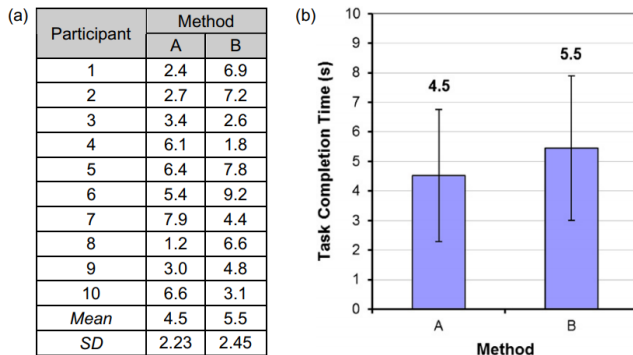 (a)
Participant Method
A B
1 2.4 6.9
2 2.7 7.2
3 3.4 2.6
4 6.1 1.8
5 6.4 7.8
6 5.4 9.2
7 7.9 4.4
8 1.2 6.6
9 3.0 4.8
10 6.6 3.1
Mean 4.5 5.5
SD 2.23 2.45
(b)
Task Completion Time (s)
10
9
8
7
6
5
4
3
2
1
0
4.5
5.5
A B
Method